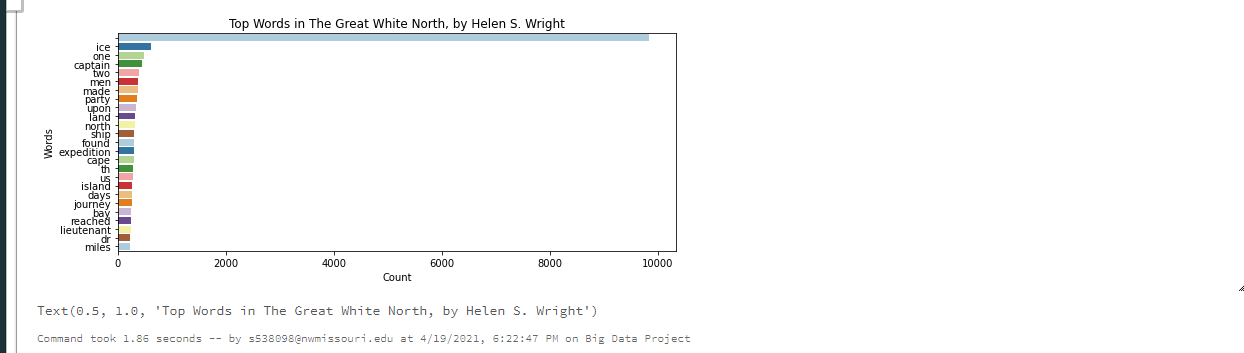 Top Words in The Great White North, by Helen S. Wright
Words
ice
one
captain
two
men
made
party
upon
land
north
ship
found
expedition
cape
th
us
island
days
journey
bay
reached
lieutenant
dr
miles
0 2000 4000 6000 8000 10000
Count
Text(0.5, 1.0, 'Top Words in The Great White North, by Helen S. Wright')
Command took 1.86 seconds -- by s538098@nwmissouri.edu at 4/19/2021, 6:22:47 PM on Big Data Project